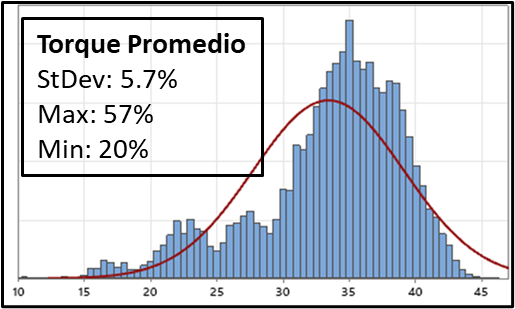 Torque Promedio
StDev: 5.7%
Max: 57%
Min: 20%
10 15 20 25 30 35 40 45